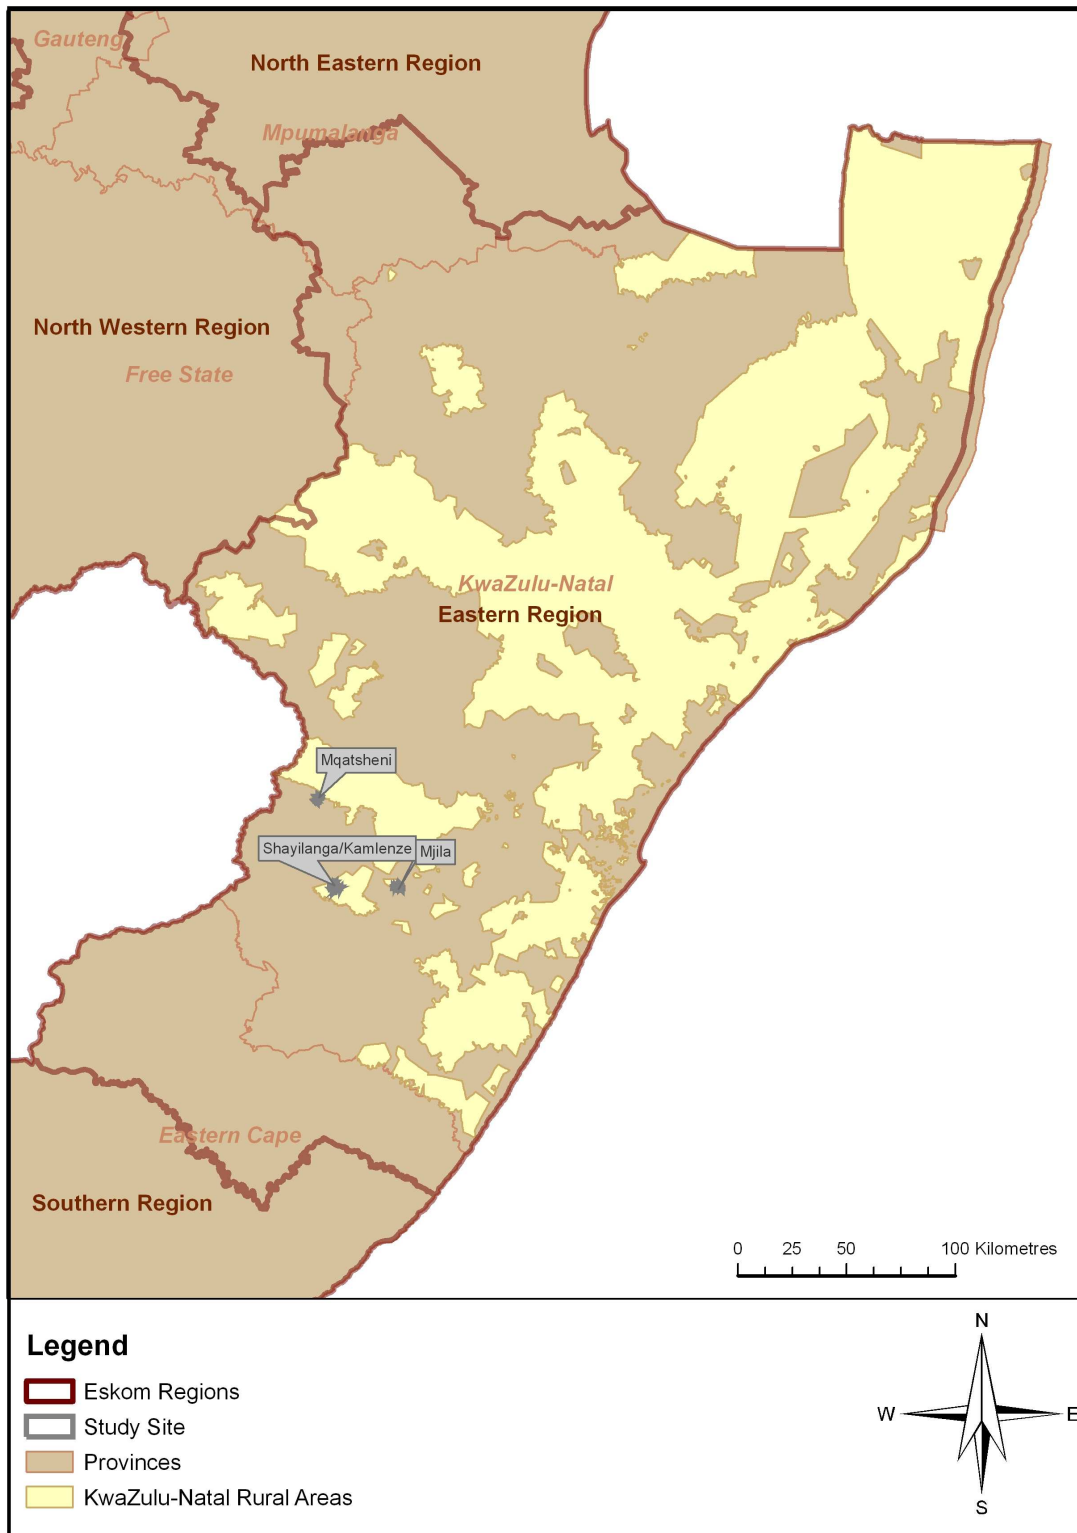 Gauteng
North Eastern Region
Mpumalanga
North Western Region
Free State
KwaZulu-Natal
Eastern Region
Mqatsheni
Shayilanga/Kamlenze
Mjila
Eastern Cape
Southern Region
0 25 50 100 Kilometres
Legend
Eskom Regions
Study Site
Provinces
KwaZulu-Natal Rural Areas
N
W E
S